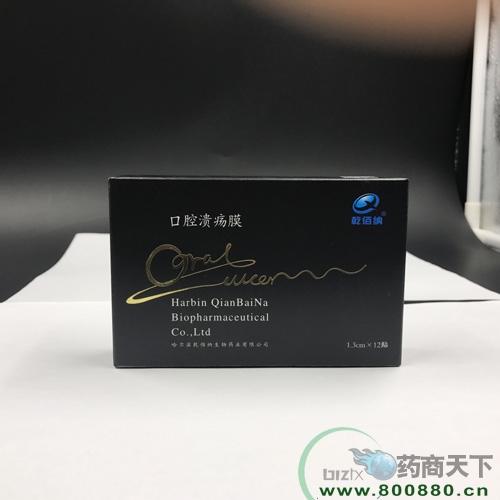 口腔溃疡膜
乾佰纳®
Oral
ulcer
Harbin QianBaiNa
Biopharmaceutical
Co.,Ltd
哈尔滨乾佰纳生物药业有限公司
1.3cm×12贴
bizfx 药商天下
www.800880.cn